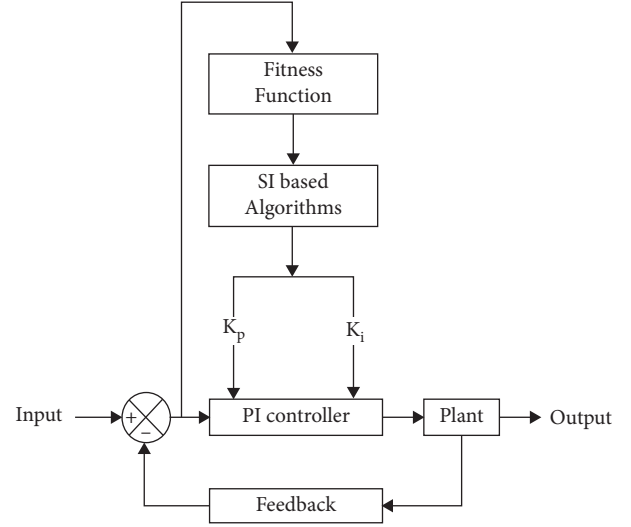 Fitness
Function
SI based
Algorithms
K_p
K_i
Input
+
−
PI controller
Plant
Output
Feedback